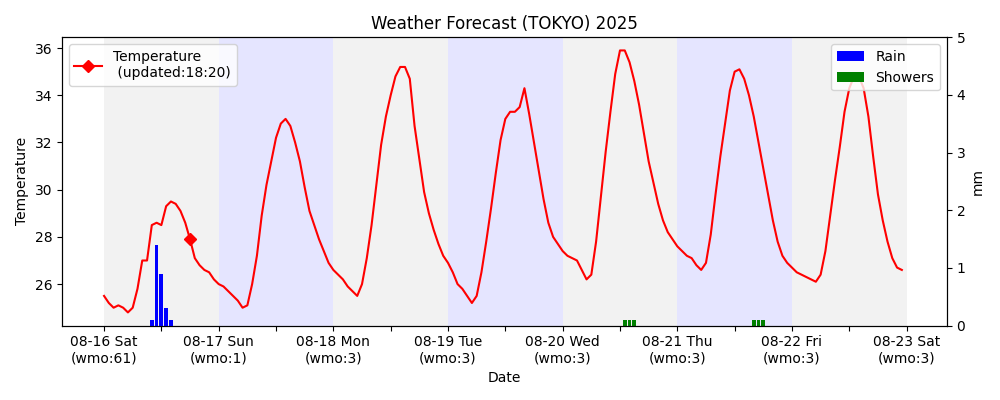 Weather Forecast (TOKYO) 2025
Temperature
(updated:18:20)
Rain
Showers
Temperature
36
34
32
30
28
26
5
4
3
2
1
0
mm
08-16 Sat
(wmo:61)
08-17 Sun
(wmo:1)
08-18 Mon
(wmo:3)
08-19 Tue
(wmo:3)
08-20 Wed
(wmo:3)
08-21 Thu
(wmo:3)
08-22 Fri
(wmo:3)
08-23 Sat
(wmo:3)
Date